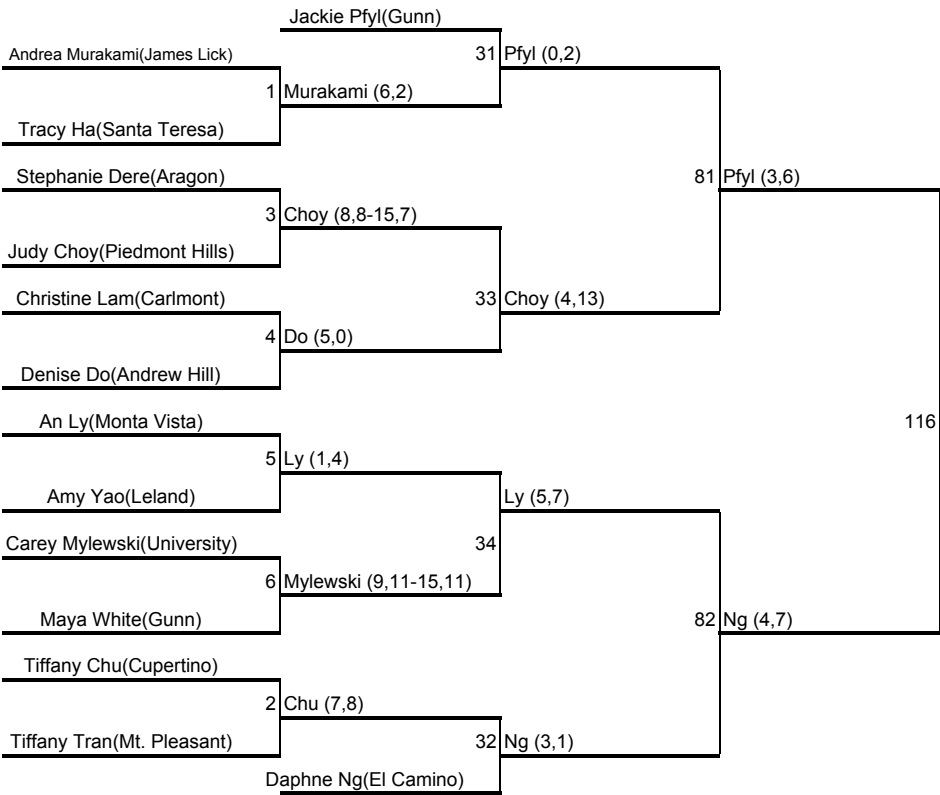 Jackie Pfyl(Gunn)
Andrea Murakami(James Lick)
31 Pfyl (0,2)
1 Murakami (6,2)
Tracy Ha(Santa Teresa)
Stephanie Dere(Aragon)
81 Pfyl (3,6)
3 Choy (8,8-15,7)
Judy Choy(Piedmont Hills)
Christine Lam(Carlmont)
33 Choy (4,13)
4 Do (5,0)
Denise Do(Andrew Hill)
An Ly(Monta Vista)
116
5 Ly (1,4)
Amy Yao(Leland)
Ly (5,7)
Carey Mylewski(University)
34
6 Mylewski (9,11-15,11)
Maya White(Gunn)
82 Ng (4,7)
Tiffany Chu(Cupertino)
2 Chu (7,8)
Tiffany Tran(Mt. Pleasant)
32 Ng (3,1)
Daphne Ng(El Camino)